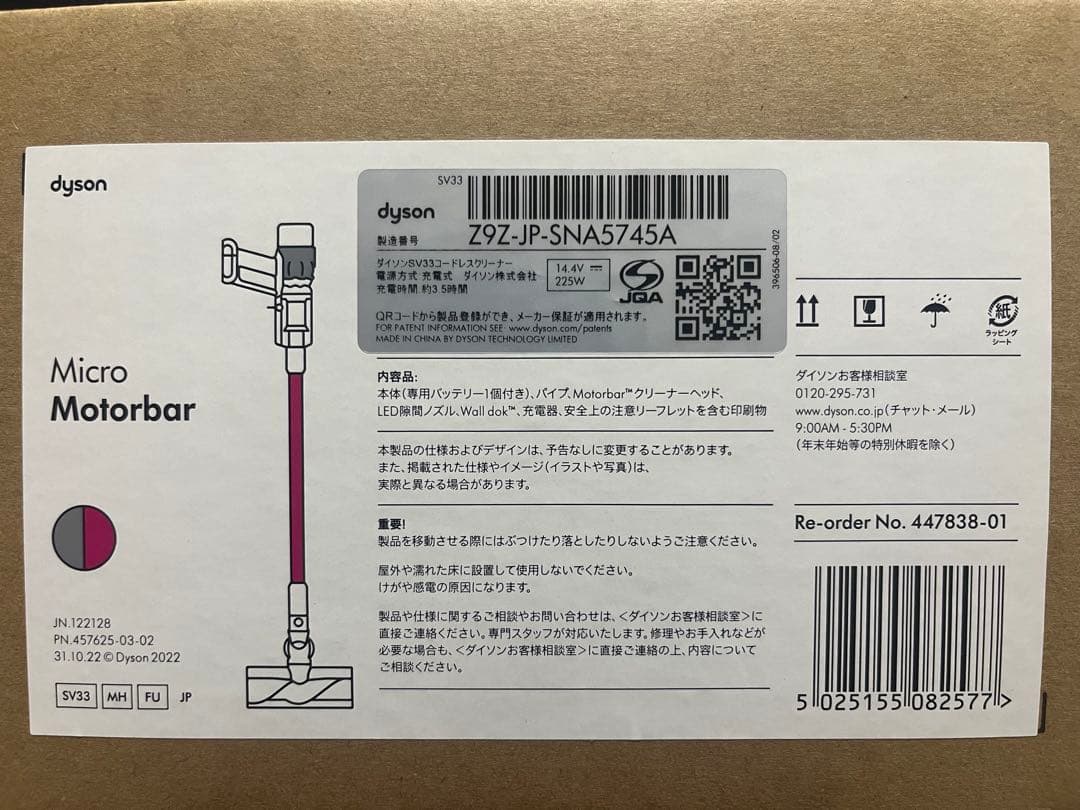 dyson
Micro
Motorbar
JN.122128
PN.457625-03-02
31.10.22 © Dyson 2022
SV33 MH FU JP
SV33
dyson
製造番号
Z9Z-JP-SNA5745A
ダイソンSV33コードレスクリーナー
電源方式 充電式 ダイソン株式会社
充電時間 約3.5時間
14.4V
225W
JQA
QRコードから製品登録ができ、メーカー保証が適用されます。
FOR PATENT INFORMATION SEE: www.dyson.com/patents
MADE IN CHINA BY DYSON TECHNOLOGY LIMITED
396506-08/02
内容品:
本体(専用バッテリー1個付き)、パイプ、Motorbar™クリーナーヘッド、
LED隙間ノズル、Wall dok™、充電器、安全上の注意リーフレットを含む印刷物
本製品の仕様およびデザインは、予告なしに変更することがあります。
また、掲載された仕様やイメージ(イラストや写真)は、
実際と異なる場合があります。
重要!
製品を移動させる際にはぶつけたり落としたりしないようご注意ください。
屋外や濡れた床に設置して使用しないでください。
けがや感電の原因になります。
製品や仕様に関するご相談やお問い合わせは、<ダイソンお客様相談室>に
直接ご連絡ください。専門スタッフが対応いたします。修理やお手入れなどが
必要な場合も、<ダイソンお客様相談室>に直接ご連絡の上、内容について
ご相談ください。
紙
ラッピング
シート
ダイソンお客様相談室
0120-295-731
www.dyson.co.jp(チャット・メール)
9:00AM - 5:30PM
(年末年始等の特別休暇を除く)
Re-order No. 447838-01
5 025155 082577 >